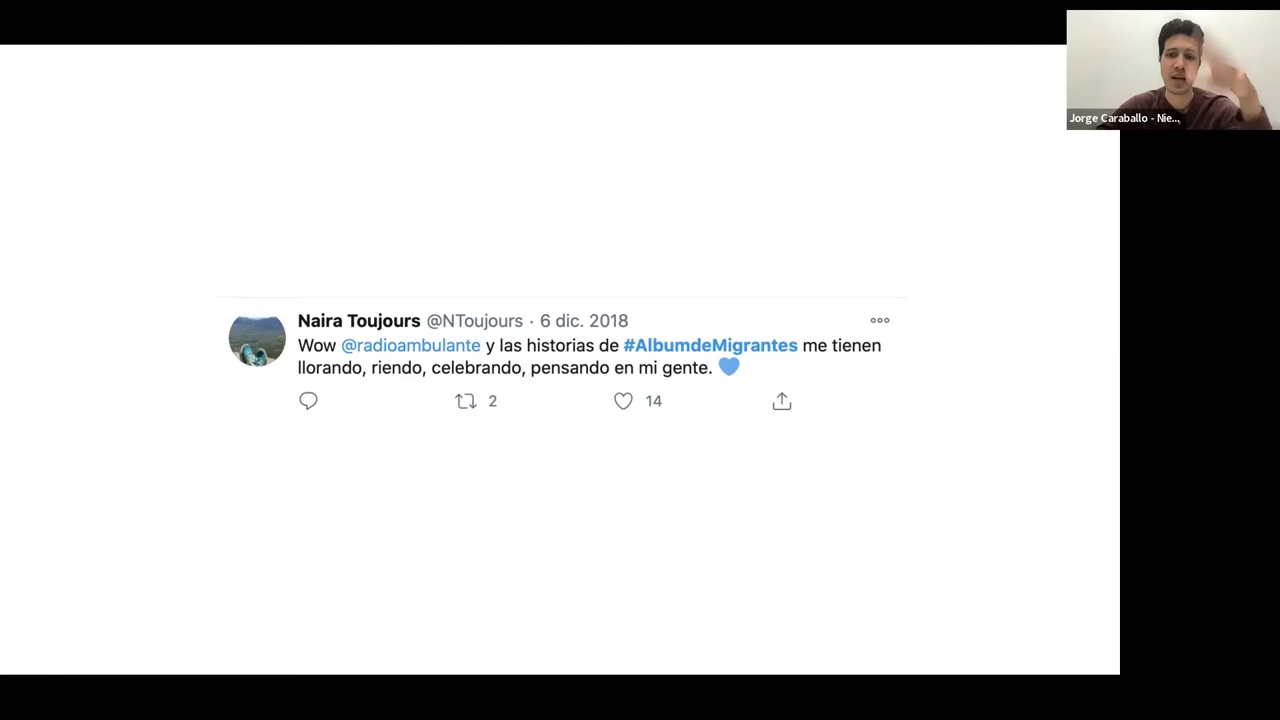 Jorge Caraballo - Nie...
Naira Toujours @NToujours · 6 dic. 2018
Wow @radioambulante y las historias de #AlbumdeMigrantes me tienen
llorando, riendo, celebrando, pensando en mi gente. 💙
2 14